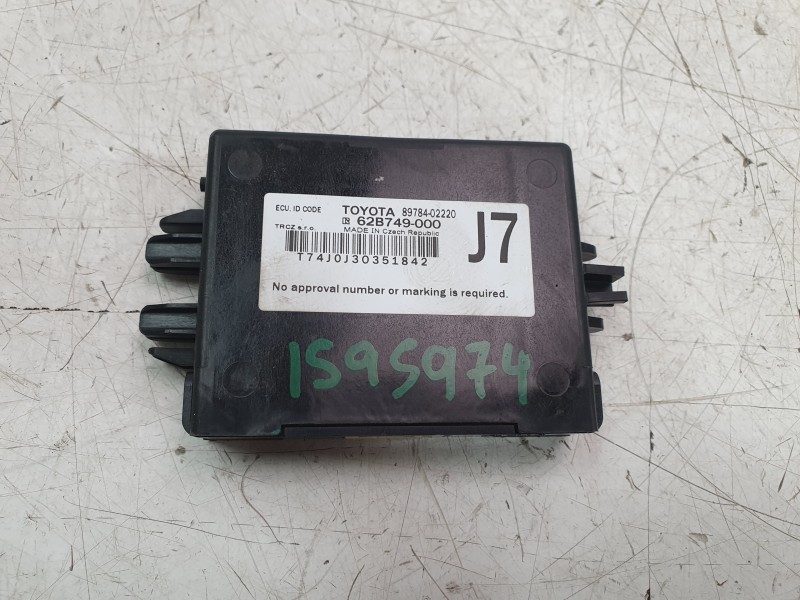 ECU. ID CODE TOYOTA 89784-02220
62B749-000
TRCZ s.r.o. MADE IN Czech Republic
J7
T74J0J30351842
No approval number or marking is required.
1S9S974